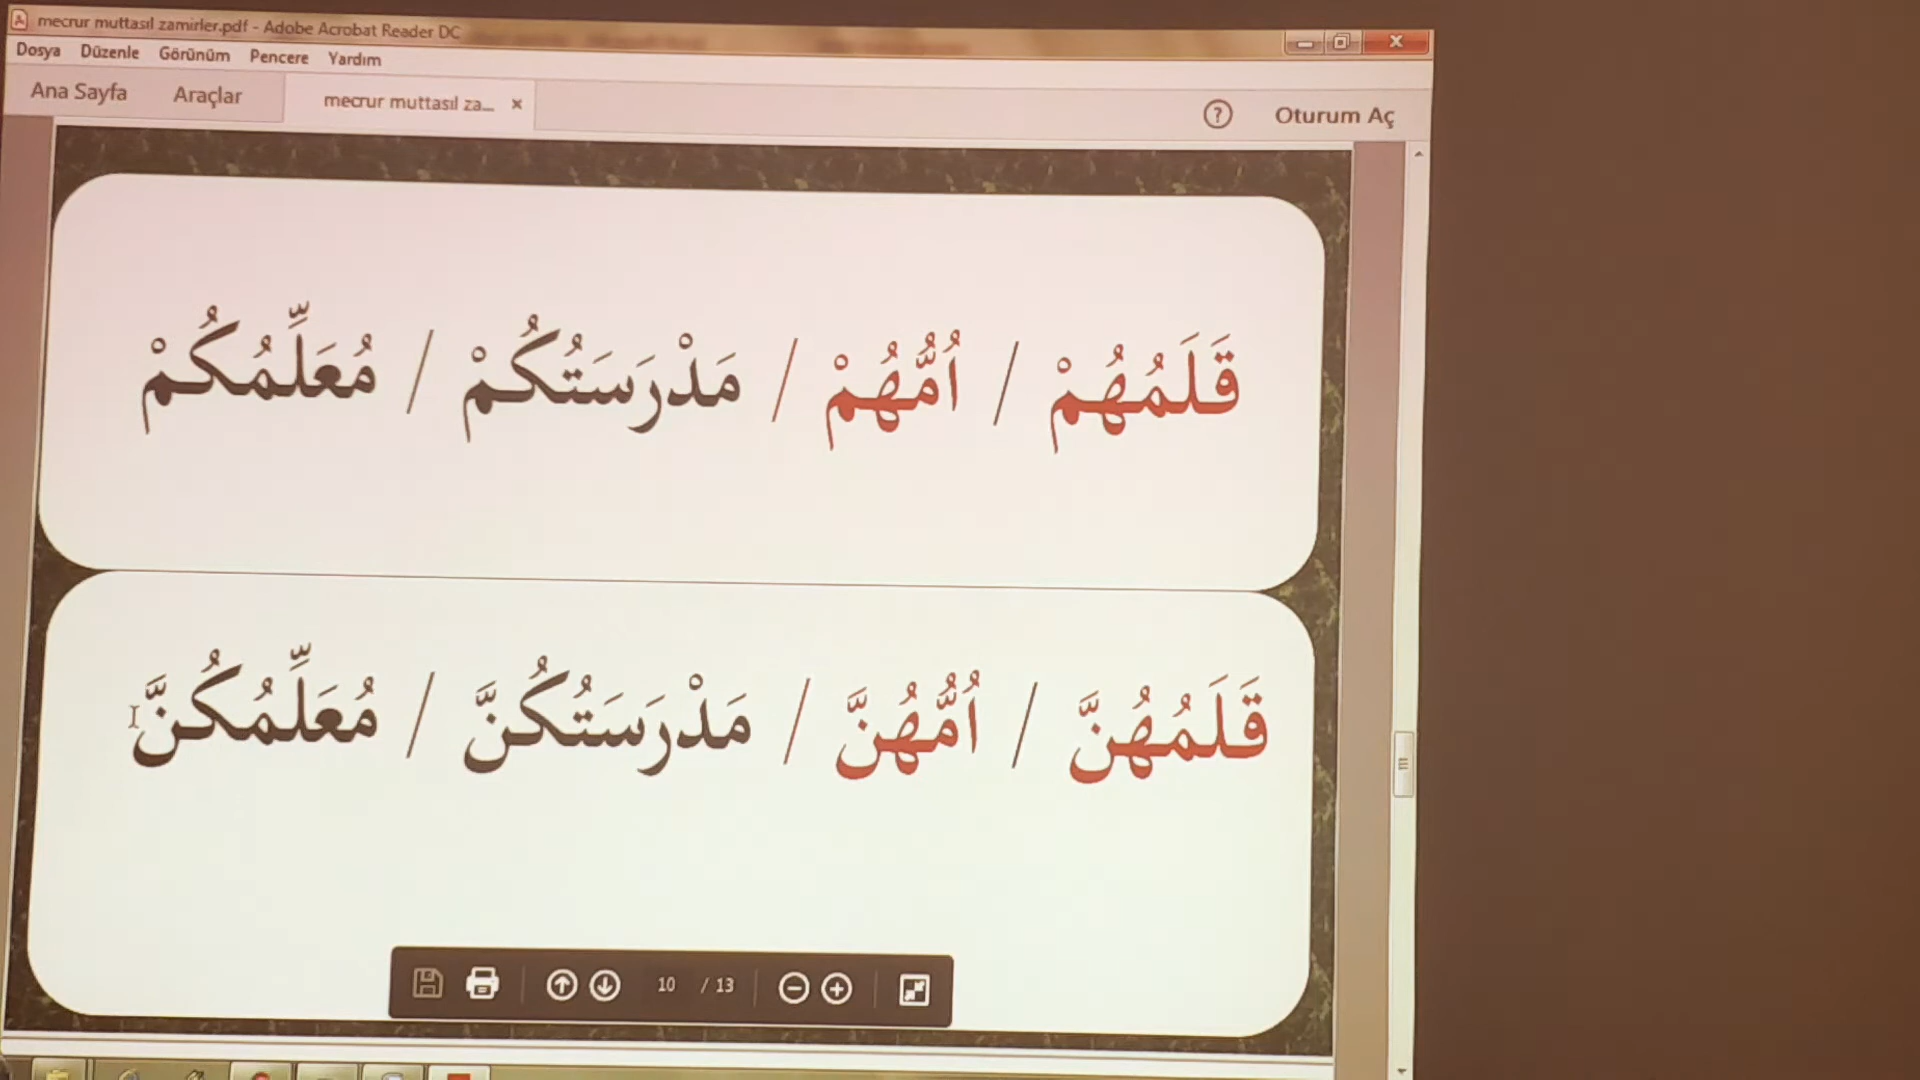 mecrur muttasıl zamirler.pdf - Adobe Acrobat Reader DC
Dosya Düzenle Görünüm Pencere Yardım
Ana Sayfa Araçlar mecrur muttasıl za... × ? Oturum Aç
قَلَمُهُمْ / اُمُّهُمْ / مَدْرَسَتُكُمْ / مُعَلِّمُكُمْ
قَلَمُهُنَّ / اُمُّهُنَّ / مَدْرَسَتُكُنَّ / مُعَلِّمُكُنَّ
10 / 13